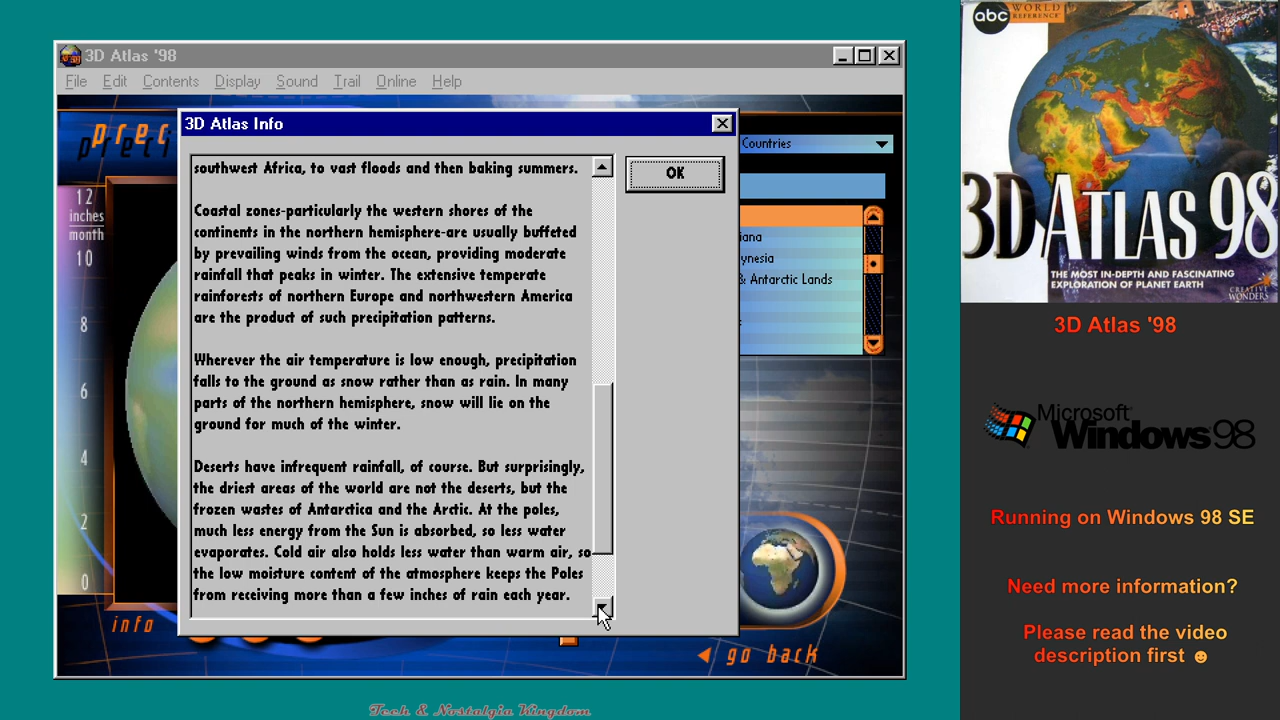 3D Atlas '98
File Edit Contents Display Sound Trail Online Help
3D Atlas Info
southwest Africa, to vast floods and then baking summers.
Coastal zones-particularly the western shores of the
continents in the northern hemisphere-are usually buffeted
by prevailing winds from the ocean, providing moderate
rainfall that peaks in winter. The extensive temperate
rainforests of northern Europe and northwestern America
are the product of such precipitation patterns.
Wherever the air temperature is low enough, precipitation
falls to the ground as snow rather than as rain. In many
parts of the northern hemisphere, snow will lie on the
ground for much of the winter.
Deserts have infrequent rainfall, of course. But surprisingly,
the driest areas of the world are not the deserts, but the
frozen wastes of Antarctica and the Arctic. At the poles,
much less energy from the Sun is absorbed, so less water
evaporates. Cold air also holds less water than warm air, so
the low moisture content of the atmosphere keeps the Poles
from receiving more than a few inches of rain each year.
OK
prec
12
inches
month
10
8
6
4
2
0
info
Countries
iana
ynesia
& Antarctic Lands
go back
Tech & Nostalgia Kingdom
abc WORLD
REFERENCE
3D ATLAS 98
THE MOST IN-DEPTH AND FASCINATING
EXPLORATION OF PLANET EARTH
CREATIVE
WONDERS
3D Atlas '98
Microsoft
Windows 98
Running on Windows 98 SE
Need more information?
Please read the video
description first ☻